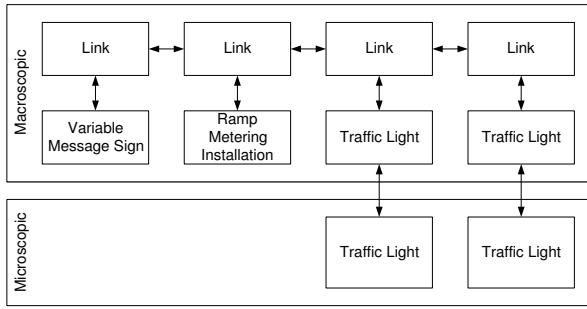 Macroscopic
Link
Link
Link
Link
Variable
Message Sign
Ramp
Metering
Installation
Traffic Light
Traffic Light
Microscopic
Traffic Light
Traffic Light